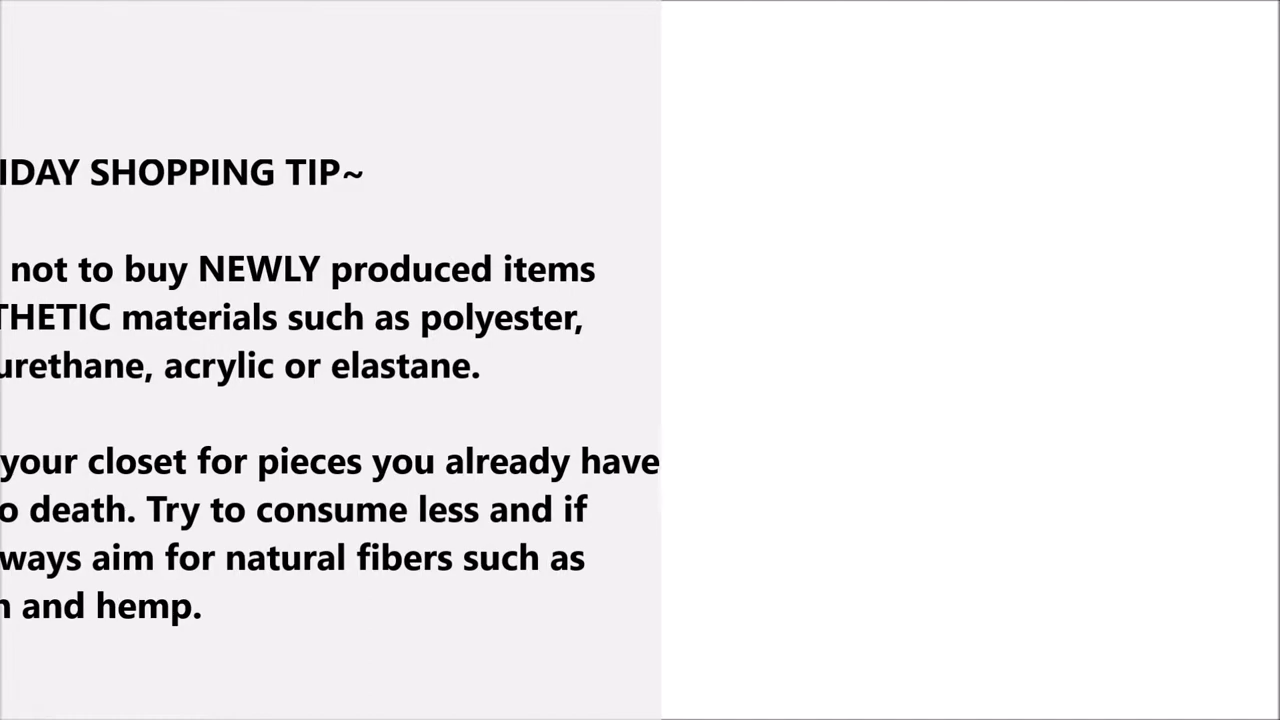 IDAY SHOPPING TIP~
not to buy NEWLY produced items
THETIC materials such as polyester,
urethane, acrylic or elastane.
your closet for pieces you already have
o death. Try to consume less and if
ways aim for natural fibers such as
n and hemp.